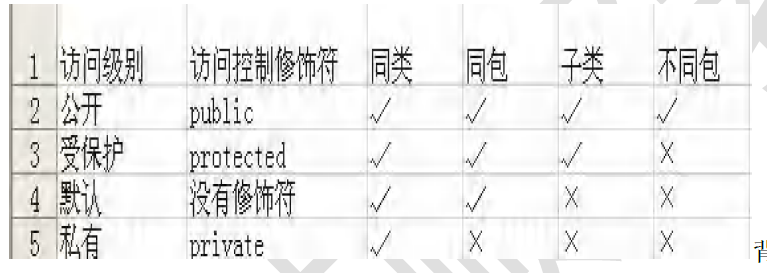 1 访问级别 访问控制修饰符 同类 同包 子类 不同包
2 公开 public √ √ √ √
3 受保护 protected √ √ √ ×
4 默认 没有修饰符 √ √ × ×
5 私有 private √ × × ×